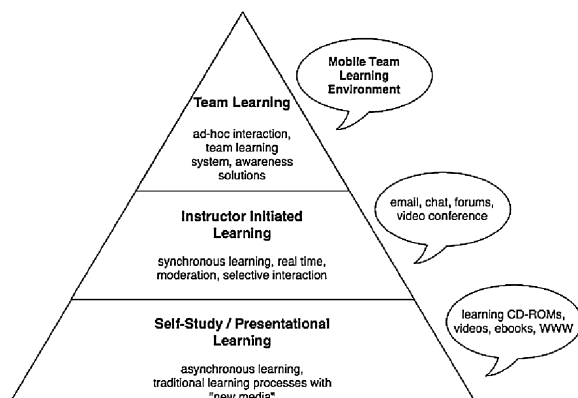 Mobile Team
Learning
Environment
Team Learning
ad-hoc interaction,
team learning
system, awareness
solutions
email, chat, forums,
video conference
Instructor Initiated
Learning
synchronous learning, real time,
moderation, selective interaction
learning CD-ROMs,
videos, ebooks, WWW
Self-Study / Presentational
Learning
asynchronous learning,
traditional learning processes with
"new media"